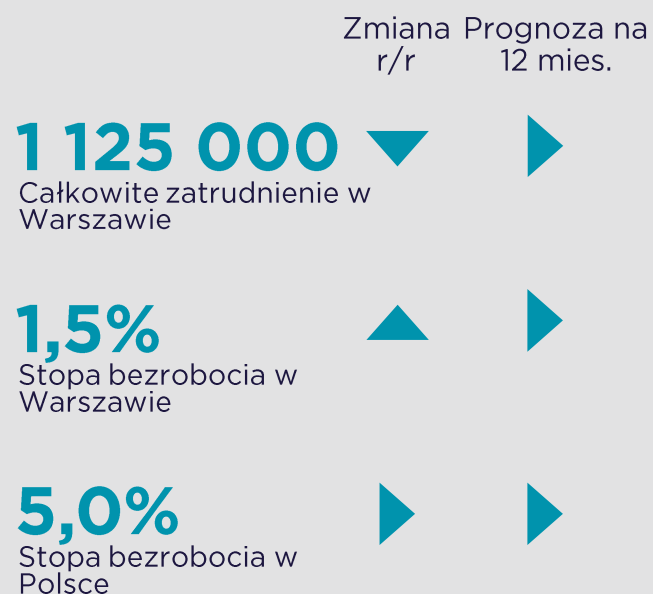 Zmiana Prognoza na
r/r 12 mies.
1 125 000
Całkowite zatrudnienie w
Warszawie
1,5%
Stopa bezrobocia w
Warszawie
5,0%
Stopa bezrobocia w
Polsce